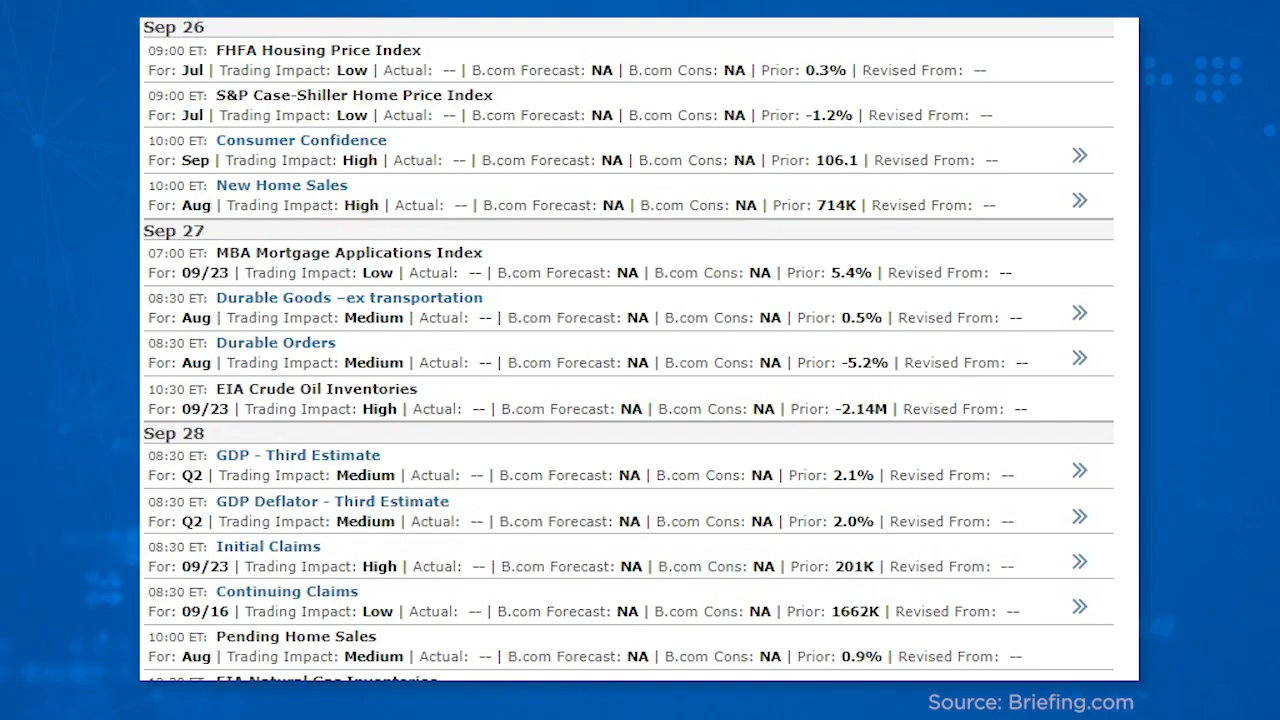 Sep 26
09:00 ET: FHFA Housing Price Index
For: Jul | Trading Impact: Low | Actual: -- | B.com Forecast: NA | B.com Cons: NA | Prior: 0.3% | Revised From: --
09:00 ET: S&P Case-Shiller Home Price Index
For: Jul | Trading Impact: Low | Actual: -- | B.com Forecast: NA | B.com Cons: NA | Prior: -1.2% | Revised From: --
10:00 ET: Consumer Confidence
For: Sep | Trading Impact: High | Actual: -- | B.com Forecast: NA | B.com Cons: NA | Prior: 106.1 | Revised From: --
10:00 ET: New Home Sales
For: Aug | Trading Impact: High | Actual: -- | B.com Forecast: NA | B.com Cons: NA | Prior: 714K | Revised From: --
Sep 27
07:00 ET: MBA Mortgage Applications Index
For: 09/23 | Trading Impact: Low | Actual: -- | B.com Forecast: NA | B.com Cons: NA | Prior: 5.4% | Revised From: --
08:30 ET: Durable Goods –ex transportation
For: Aug | Trading Impact: Medium | Actual: -- | B.com Forecast: NA | B.com Cons: NA | Prior: 0.5% | Revised From: --
08:30 ET: Durable Orders
For: Aug | Trading Impact: Medium | Actual: -- | B.com Forecast: NA | B.com Cons: NA | Prior: -5.2% | Revised From: --
10:30 ET: EIA Crude Oil Inventories
For: 09/23 | Trading Impact: High | Actual: -- | B.com Forecast: NA | B.com Cons: NA | Prior: -2.14M | Revised From: --
Sep 28
08:30 ET: GDP - Third Estimate
For: Q2 | Trading Impact: Medium | Actual: -- | B.com Forecast: NA | B.com Cons: NA | Prior: 2.1% | Revised From: --
08:30 ET: GDP Deflator - Third Estimate
For: Q2 | Trading Impact: Medium | Actual: -- | B.com Forecast: NA | B.com Cons: NA | Prior: 2.0% | Revised From: --
08:30 ET: Initial Claims
For: 09/23 | Trading Impact: High | Actual: -- | B.com Forecast: NA | B.com Cons: NA | Prior: 201K | Revised From: --
08:30 ET: Continuing Claims
For: 09/16 | Trading Impact: Low | Actual: -- | B.com Forecast: NA | B.com Cons: NA | Prior: 1662K | Revised From: --
10:00 ET: Pending Home Sales
For: Aug | Trading Impact: Medium | Actual: -- | B.com Forecast: NA | B.com Cons: NA | Prior: 0.9% | Revised From: --
10:30 ET: EIA Natural Gas Inventories
Source: Briefing.com